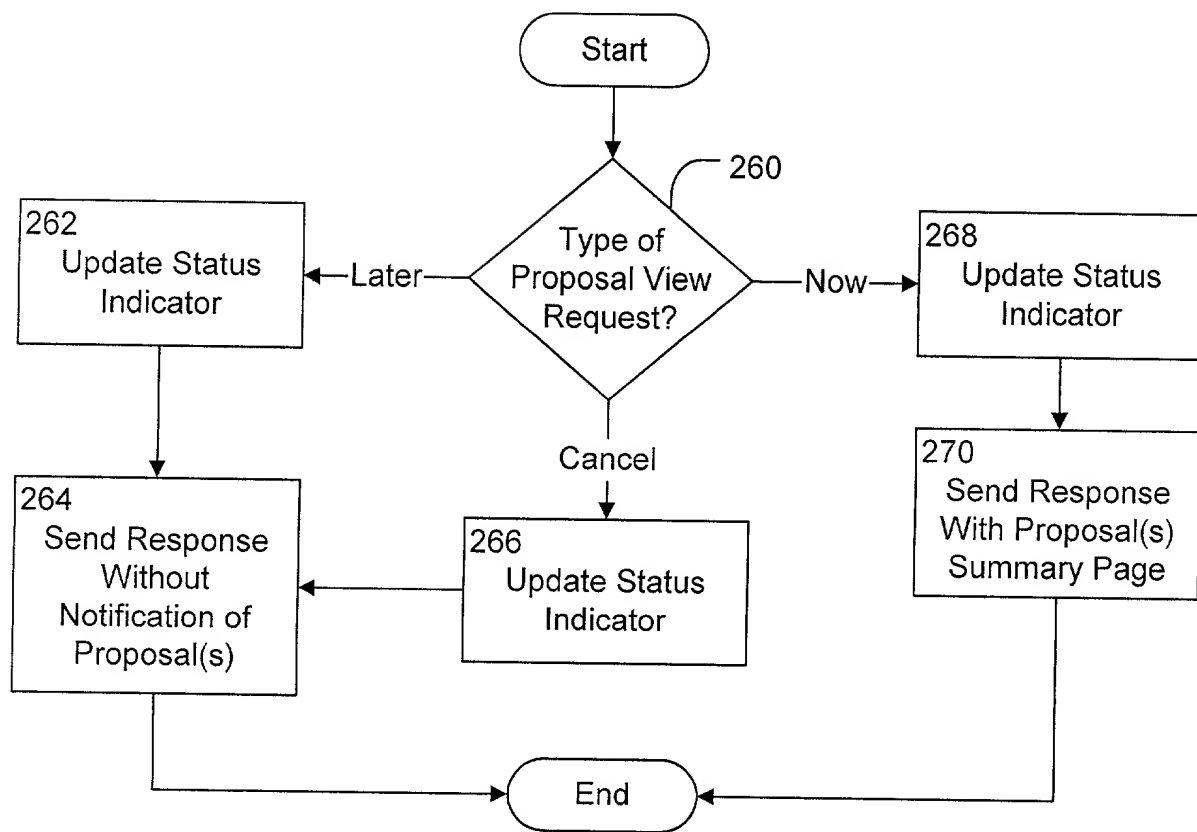 Start
260
Type of
Proposal View
Request?
Later
Now
Cancel
262
Update Status
Indicator
268
Update Status
Indicator
264
Send Response
Without
Notification of
Proposal(s)
266
Update Status
Indicator
270
Send Response
With Proposal(s)
Summary Page
End